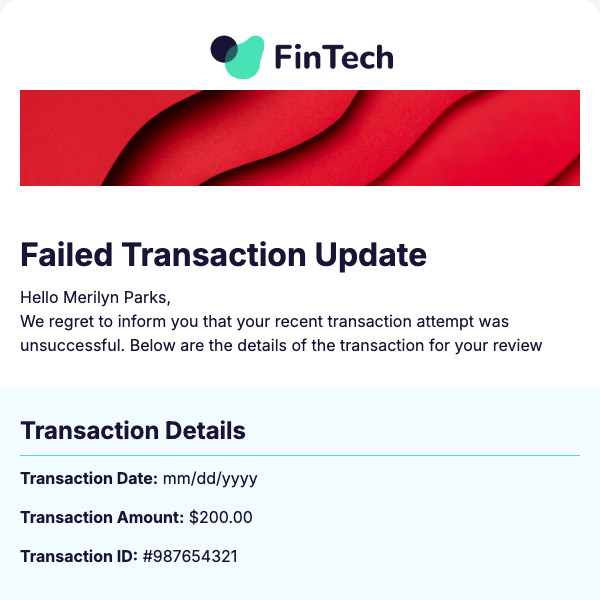 FinTech
Failed Transaction Update
Hello Merilyn Parks,
We regret to inform you that your recent transaction attempt was
unsuccessful. Below are the details of the transaction for your review
Transaction Details
Transaction Date: mm/dd/yyyy
Transaction Amount: $200.00
Transaction ID: #987654321